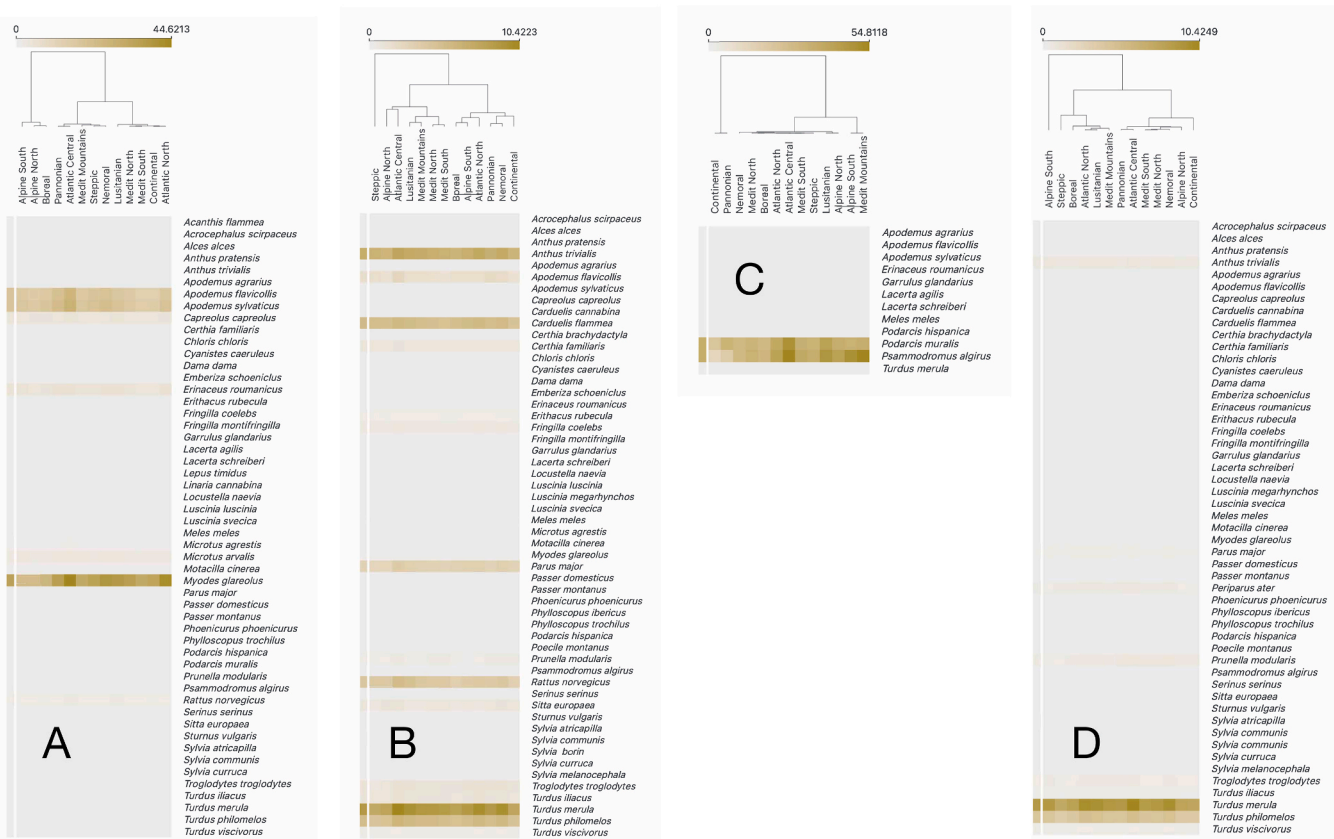 0 44.6213
Alpine South
Alpine North
Boreal
Pannonian
Atlantic Central
Medit Mountains
Steppic
Nemoral
Lusitanian
Medit North
Medit South
Continental
Atlantic North
Acanthis flammea
Acrocephalus scirpaceus
Alces alces
Anthus pratensis
Anthus trivialis
Apodemus agrarius
Apodemus flavicollis
Apodemus sylvaticus
Capreolus capreolus
Certhia familiaris
Chloris chloris
Cyanistes caeruleus
Dama dama
Emberiza schoeniclus
Erinaceus roumanicus
Erithacus rubecula
Fringilla coelebs
Fringilla montifringilla
Garrulus glandarius
Lacerta agilis
Lacerta schreiberi
Lepus timidus
Linaria cannabina
Locustella naevia
Luscinia luscinia
Luscinia svecica
Meles meles
Microtus agrestis
Microtus arvalis
Motacilla cinerea
Myodes glareolus
Parus major
Passer domesticus
Passer montanus
Phoenicurus phoenicurus
Phylloscopus trochilus
Podarcis hispanica
Podarcis muralis
Prunella modularis
Psammodromus algirus
Rattus norvegicus
Serinus serinus
Sitta europaea
Sturnus vulgaris
Sylvia atricapilla
Sylvia communis
Sylvia curruca
Troglodytes troglodytes
Turdus iliacus
Turdus merula
Turdus philomelos
Turdus viscivorus
A
0 10.4223
Steppic
Alpine North
Atlantic Central
Lusitanian
Medit Mountains
Medit North
Medit South
Boreal
Alpine South
Atlantic North
Pannonian
Nemoral
Continental
Acrocephalus scirpaceus
Alces alces
Anthus pratensis
Anthus trivialis
Apodemus agrarius
Apodemus flavicollis
Apodemus sylvaticus
Capreolus capreolus
Carduelis cannabina
Carduelis flammea
Certhia brachydactyla
Certhia familiaris
Chloris chloris
Cyanistes caeruleus
Dama dama
Emberiza schoeniclus
Erinaceus roumanicus
Erithacus rubecula
Fringilla coelebs
Fringilla montifringilla
Garrulus glandarius
Lacerta schreiberi
Locustella naevia
Luscinia luscinia
Luscinia megarhynchos
Luscinia svecica
Meles meles
Microtus agrestis
Motacilla cinerea
Myodes glareolus
Parus major
Passer domesticus
Passer montanus
Phoenicurus phoenicurus
Phylloscopus ibericus
Phylloscopus trochilus
Podarcis hispanica
Poecile montanus
Prunella modularis
Psammodromus algirus
Rattus norvegicus
Serinus serinus
Sitta europaea
Sturnus vulgaris
Sylvia atricapilla
Sylvia communis
Sylvia borin
Sylvia curruca
Sylvia melanocephala
Troglodytes troglodytes
Turdus iliacus
Turdus merula
Turdus philomelos
Turdus viscivorus
B
0 54.8118
Continental
Pannonian
Nemoral
Medit North
Boreal
Atlantic North
Atlantic Central
Medit South
Steppic
Lusitanian
Alpine North
Alpine South
Medit Mountains
Apodemus agrarius
Apodemus flavicollis
Apodemus sylvaticus
Erinaceus roumanicus
Garrulus glandarius
Lacerta agilis
Lacerta schreiberi
Meles meles
Podarcis hispanica
Podarcis muralis
Psammodromus algirus
Turdus merula
C
0 10.4249
Alpine South
Steppic
Boreal
Atlantic North
Lusitanian
Medit Mountains
Pannonian
Atlantic Central
Medit South
Medit North
Nemoral
Alpine North
Continental
Acrocephalus scirpaceus
Alces alces
Anthus pratensis
Anthus trivialis
Apodemus agrarius
Apodemus flavicollis
Capreolus capreolus
Carduelis cannabina
Carduelis flammea
Certhia brachydactyla
Certhia familiaris
Chloris chloris
Cyanistes caeruleus
Dama dama
Emberiza schoeniclus
Erinaceus roumanicus
Erithacus rubecula
Fringilla coelebs
Fringilla montifringilla
Garrulus glandarius
Lacerta schreiberi
Locustella naevia
Luscinia megarhynchos
Luscinia svecica
Meles meles
Motacilla cinerea
Myodes glareolus
Parus major
Passer domesticus
Passer montanus
Periparus ater
Phoenicurus phoenicurus
Phylloscopus ibericus
Phylloscopus trochilus
Podarcis hispanica
Poecile montanus
Prunella modularis
Psammodromus algirus
Serinus serinus
Sitta europaea
Sturnus vulgaris
Sylvia atricapilla
Sylvia communis
Sylvia communis
Sylvia curruca
Sylvia melanocephala
Troglodytes troglodytes
Turdus iliacus
Turdus merula
Turdus philomelos
Turdus viscivorus
D